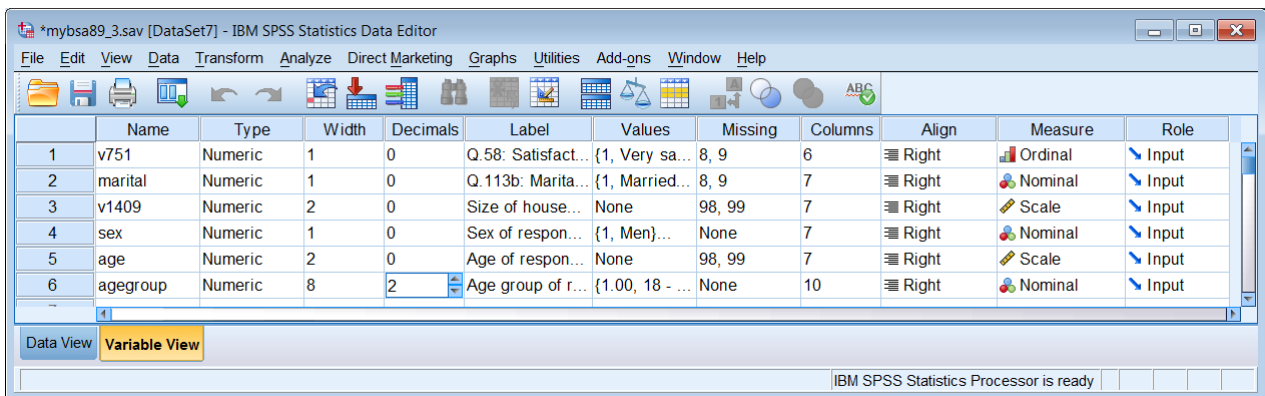 *mybsa89_3.sav [DataSet7] - IBM SPSS Statistics Data Editor
File Edit View Data Transform Analyze Direct Marketing Graphs Utilities Add-ons Window Help
A 1 4 ABC
Name Type Width Decimals Label Values Missing Columns Align Measure Role
1 v751 Numeric 1 0 Q.58: Satisfact... {1, Very sa... 8, 9 6 Right Ordinal Input
2 marital Numeric 1 0 Q.113b: Marita... {1, Married... 8, 9 7 Right Nominal Input
3 v1409 Numeric 2 0 Size of house... None 98, 99 7 Right Scale Input
4 sex Numeric 1 0 Sex of respon... {1, Men}... None 7 Right Nominal Input
5 age Numeric 2 0 Age of respon... None 98, 99 7 Right Scale Input
6 agegroup Numeric 8 2 Age group of r... {1.00, 18 - ... None 10 Right Nominal Input
Data View Variable View
IBM SPSS Statistics Processor is ready